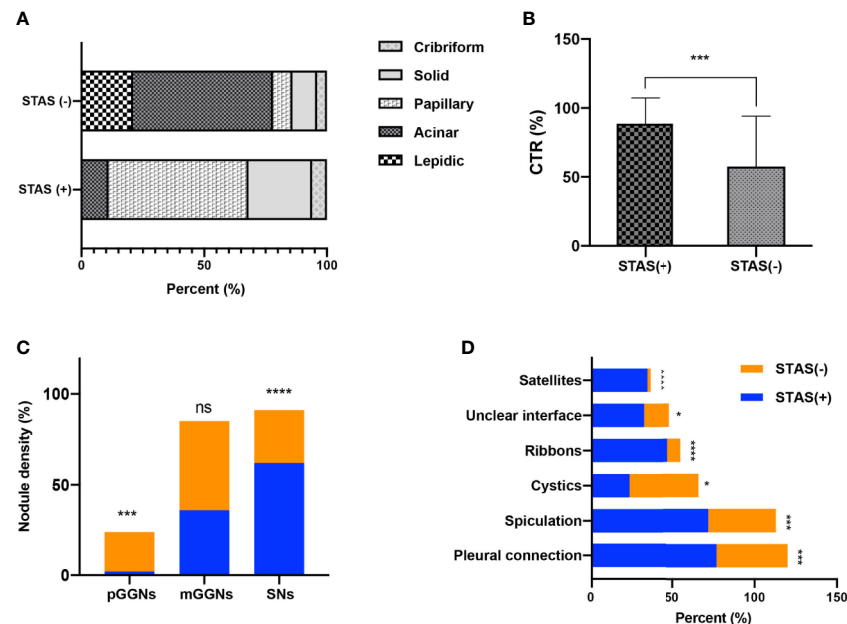 A
STAS (-)
STAS (+)
0
50
100
Percent (%)
Cribriform
Solid
Papillary
Acinar
Lepidic
B
CTR (%)
150
100
50
0
***
STAS(+)
STAS(-)
C
Nodule density (%)
100
50
0
***
ns
****
pGGNs
mGGNs
SNs
D
STAS(-)
STAS(+)
Satellites
Unclear interface
*
Ribbons
****
Cystics
*
Spiculation
***
Pleural connection
***
0
50
100
150
Percent (%)